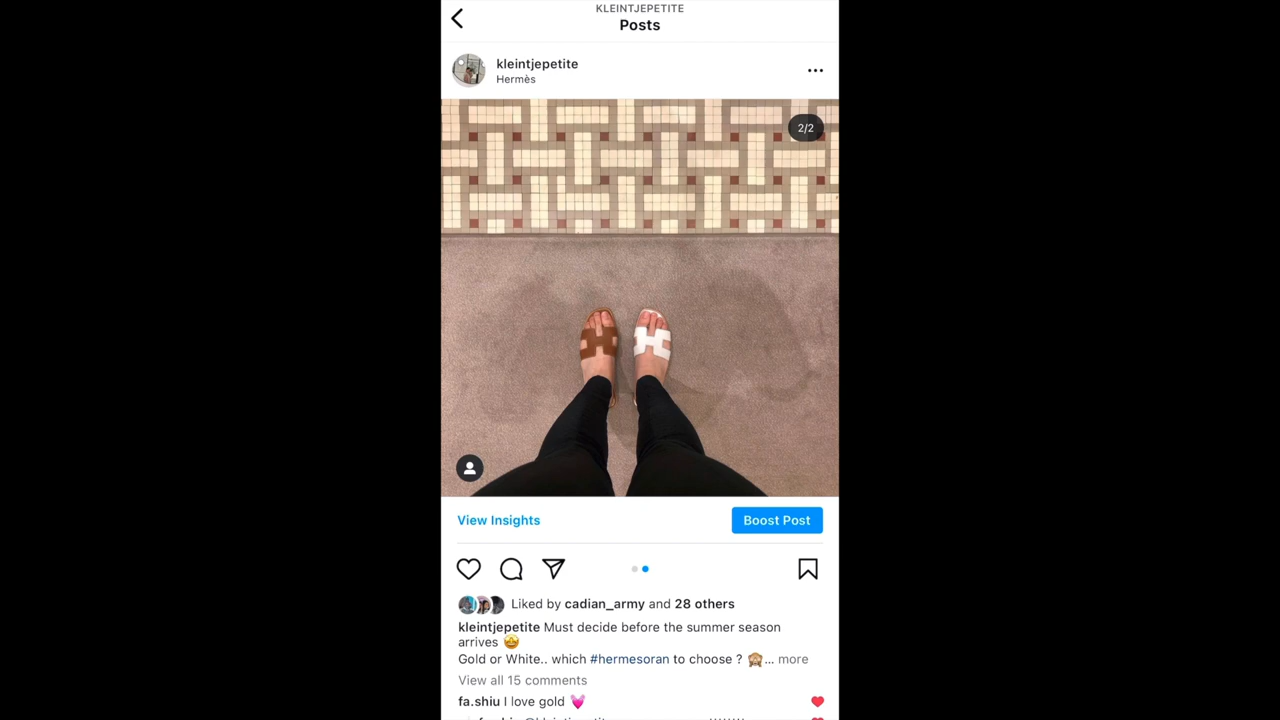 KLEINTJEPETITE
Posts
kleintjepetite
Hermès
2/2
View Insights
Boost Post
Liked by cadian_army and 28 others
kleintjepetite Must decide before the summer season
arrives 🤩
Gold or White.. which #hermesoran to choose ? 🙈... more
View all 15 comments
fa.shiu I love gold 💓